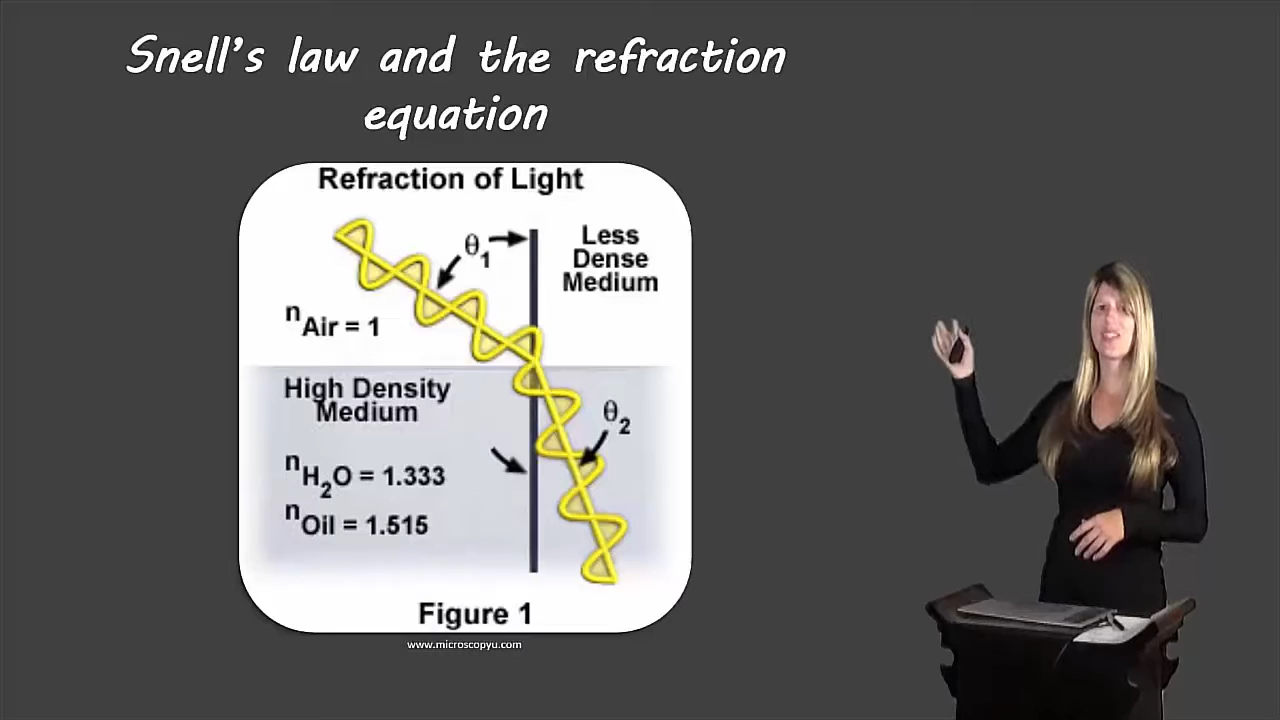 Snell's law and the refraction
equation
Refraction of Light
θ1
Less
Dense
Medium
nAir = 1
High Density
Medium
θ2
nH2O = 1.333
nOil = 1.515
Figure 1
www.microscopyu.com